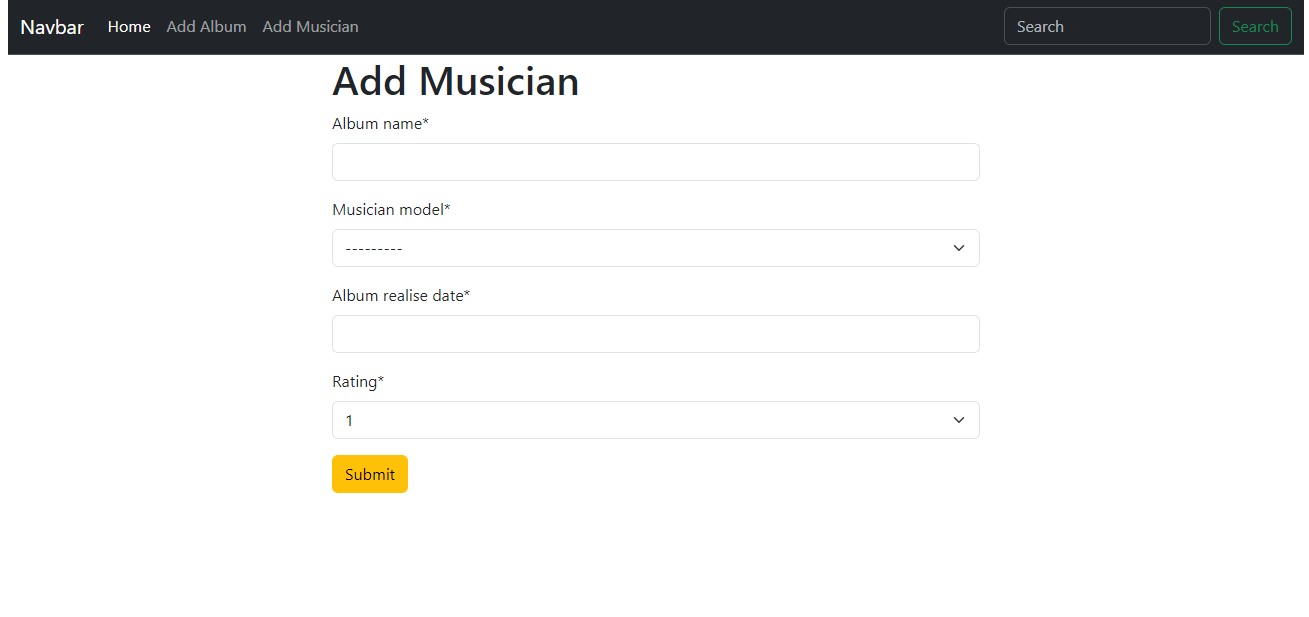 Navbar Home Add Album Add Musician Search Search
Add Musician
Album name*
Musician model*
---------
Album realise date*
Rating*
1
Submit